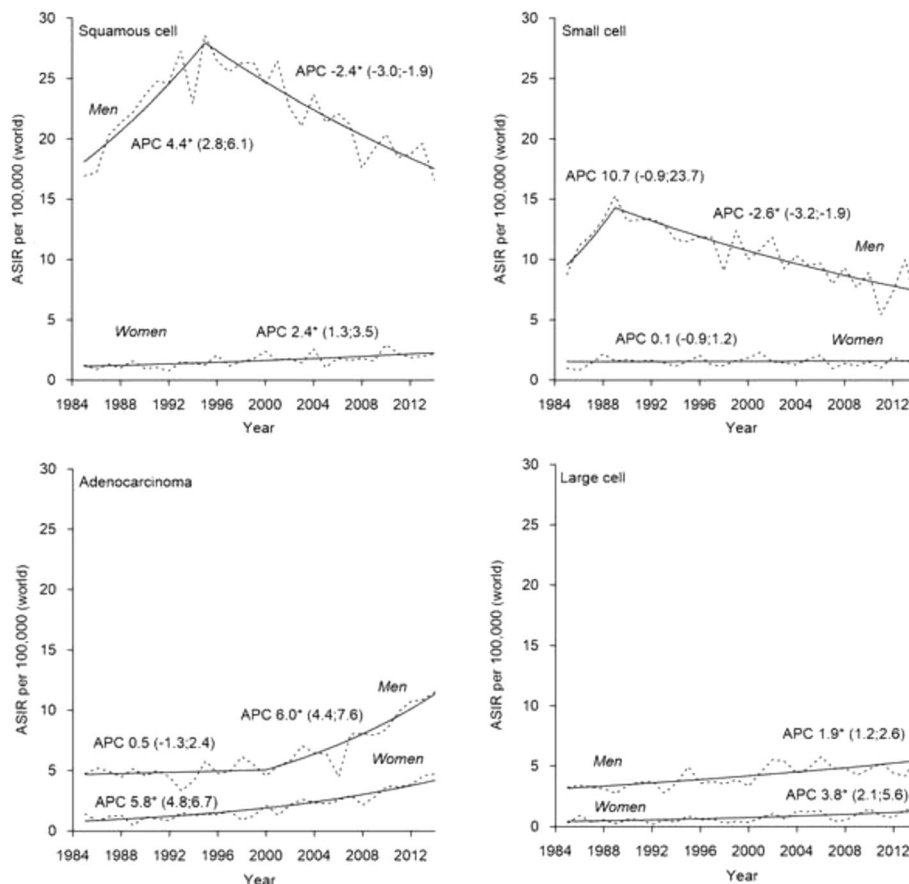 30
Squamous cell
25
APC -2.4* (-3.0;-1.9)
20
Men
APC 4.4* (2.8;6.1)
15
10
5
Women
APC 2.4* (1.3;3.5)
0
ASIR per 100,000 (world)
1984 1988 1992 1996 2000 2004 2008 2012
Year
30
Small cell
25
20
APC 10.7 (-0.9;23.7)
15
APC -2.6* (-3.2;-1.9)
Men
10
5
APC 0.1 (-0.9;1.2)
Women
0
ASIR per 100,000 (world)
1984 1988 1992 1996 2000 2004 2008 2012
Year
30
Adenocarcinoma
25
20
15
Men
APC 6.0* (4.4;7.6)
10
APC 0.5 (-1.3;2.4)
Women
5
APC 5.8* (4.8;6.7)
0
ASIR per 100,000 (world)
1984 1988 1992 1996 2000 2004 2008 2012
Year
30
Large cell
25
20
15
10
APC 1.9* (1.2;2.6)
Men
5
APC 3.8* (2.1;5.6)
Women
0
ASIR per 100,000 (world)
1984 1988 1992 1996 2000 2004 2008 2012
Year